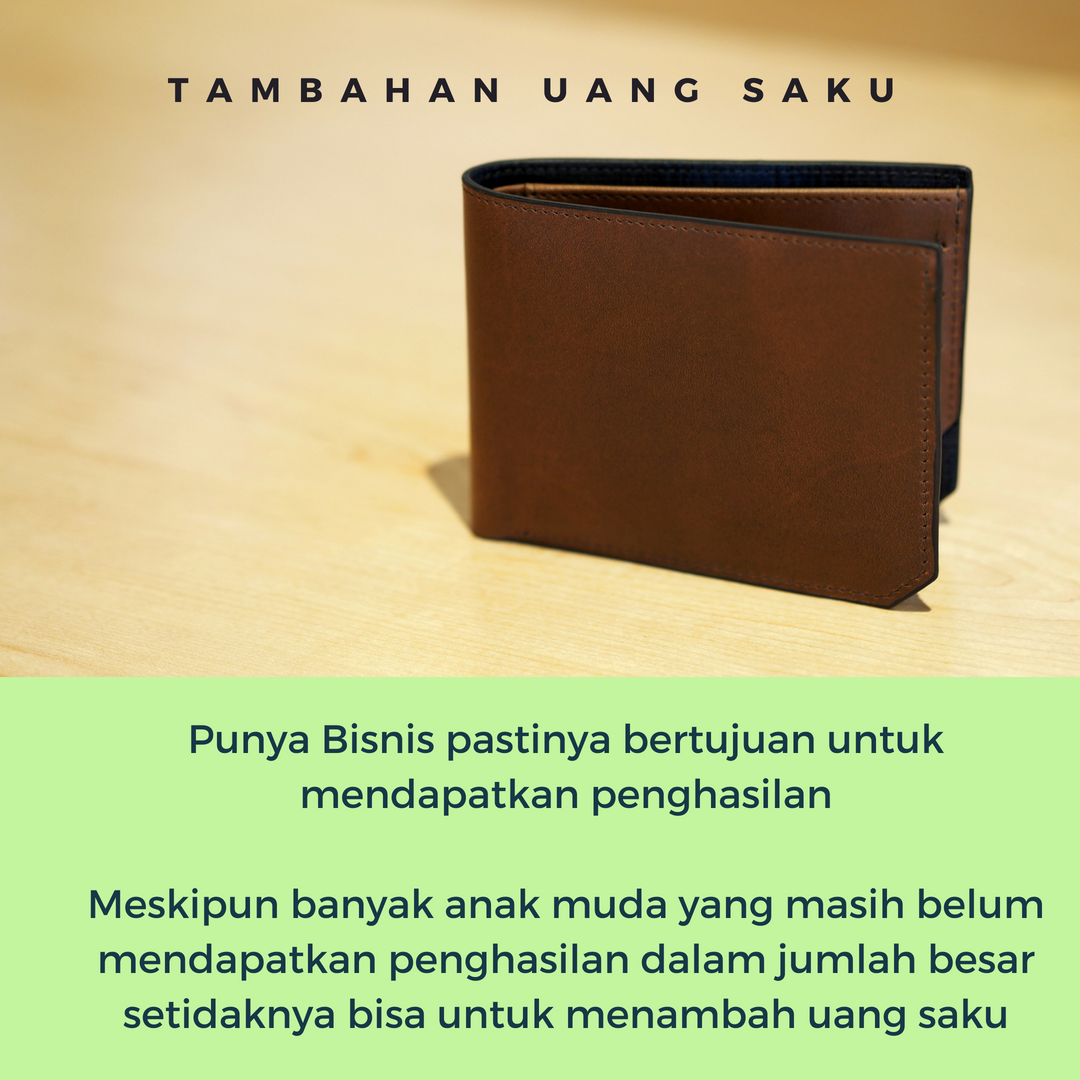 TAMBAHAN UANG SAKU
Punya Bisnis pastinya bertujuan untuk
mendapatkan penghasilan
Meskipun banyak anak muda yang masih belum
mendapatkan penghasilan dalam jumlah besar
setidaknya bisa untuk menambah uang saku